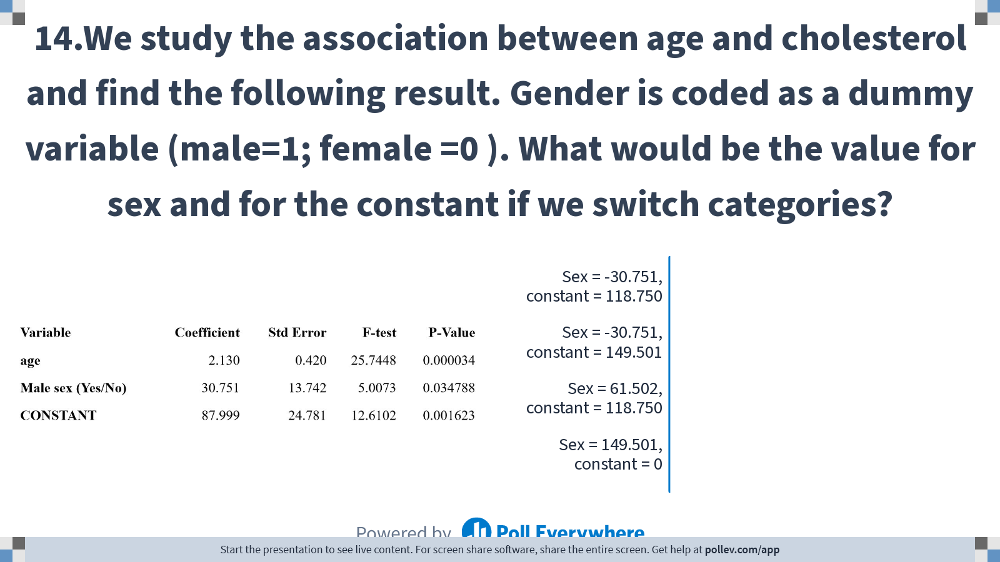 14.We study the association between age and cholesterol
and find the following result. Gender is coded as a dummy
variable (male=1; female =0 ). What would be the value for
sex and for the constant if we switch categories?
Variable Coefficient Std Error F-test P-Value
age 2.130 0.420 25.7448 0.000034
Male sex (Yes/No) 30.751 13.742 5.0073 0.034788
CONSTANT 87.999 24.781 12.6102 0.001623
Sex = -30.751,
constant = 118.750
Sex = -30.751,
constant = 149.501
Sex = 61.502,
constant = 118.750
Sex = 149.501,
constant = 0
Powered by Poll Everywhere
Start the presentation to see live content. For screen share software, share the entire screen. Get help at pollev.com/app